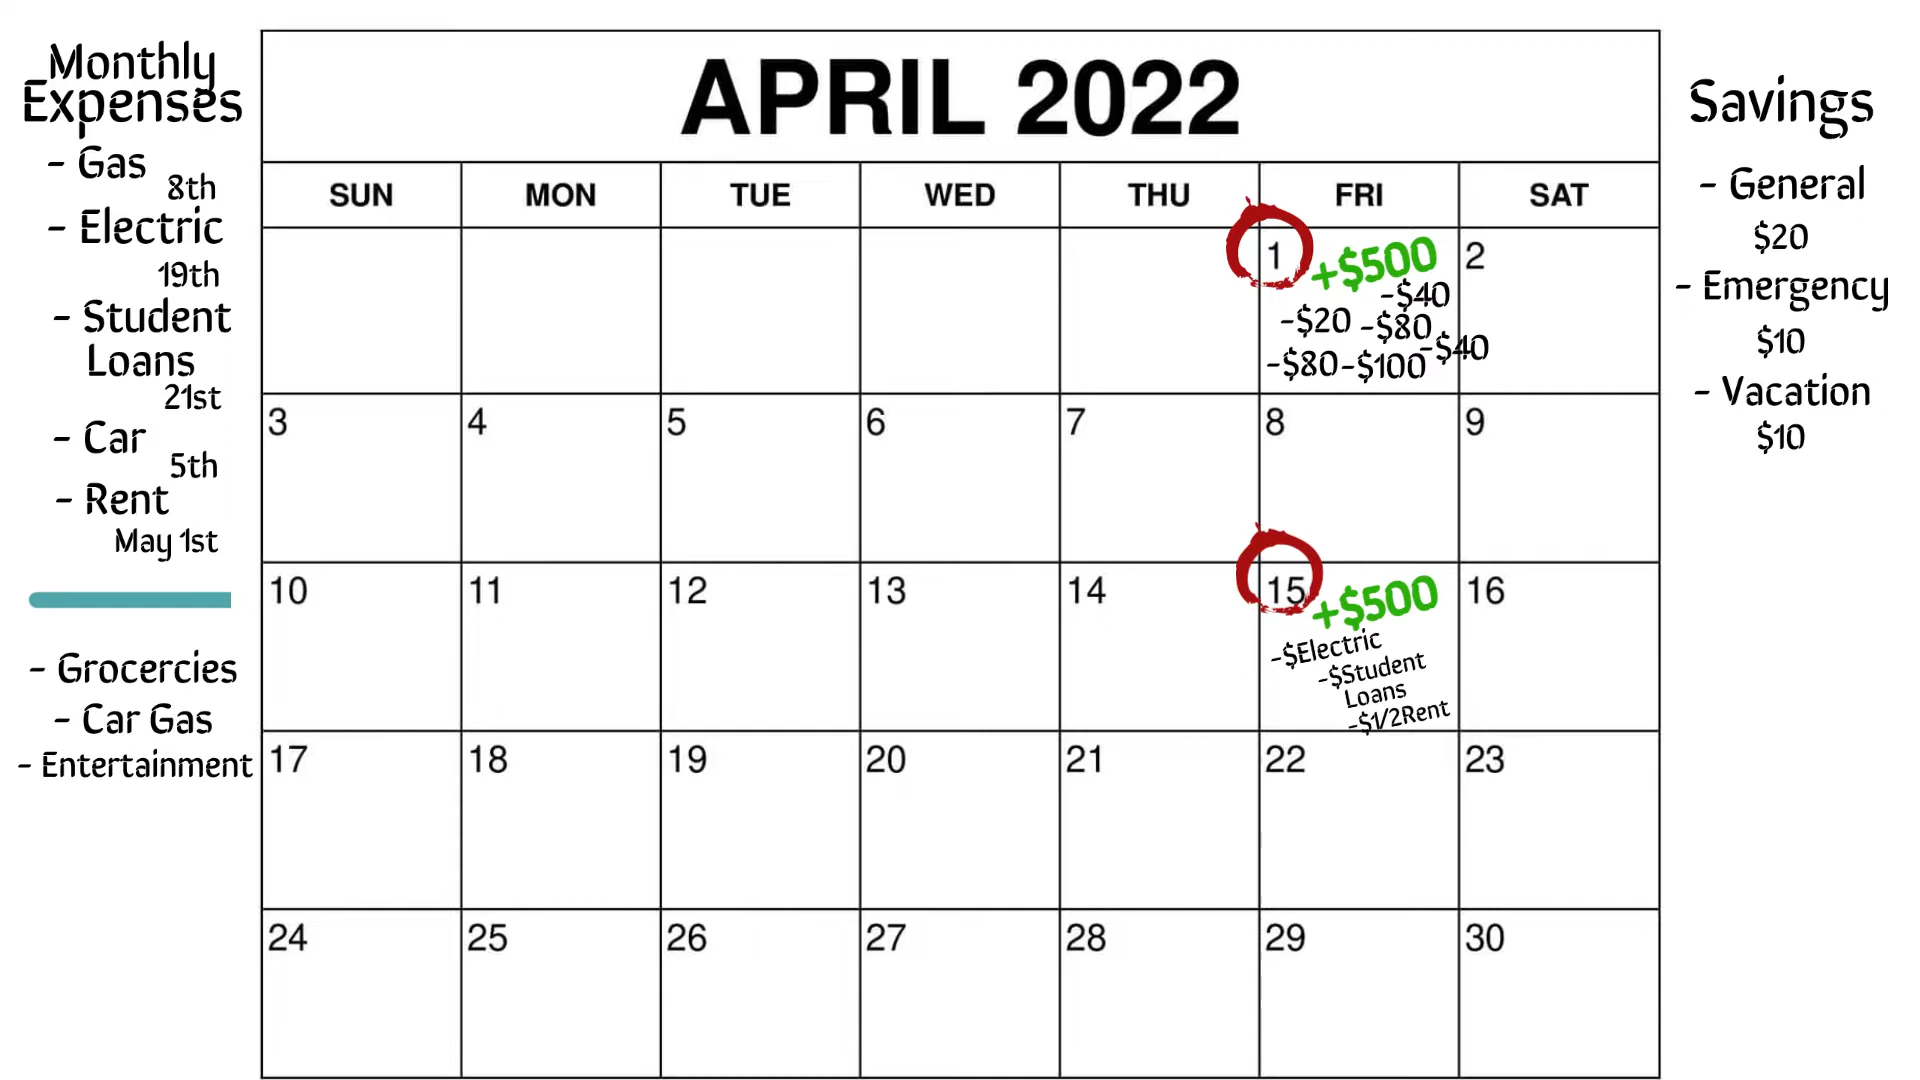 Monthly
Expenses
- Gas
8th
- Electric
19th
- Student
Loans
21st
- Car
5th
- Rent
May 1st
- Grocercies
- Car Gas
- Entertainment
APRIL 2022
SUN MON TUE WED THU FRI SAT
1 +$500 2
-$40
-$20 -$80
-$80 -$100 -$40
3 4 5 6 7 8 9
10 11 12 13 14 15 +$500 16
-$Electric
-$Student
Loans
-$1/2Rent
17 18 19 20 21 22 23
24 25 26 27 28 29 30
Savings
- General
$20
- Emergency
$10
- Vacation
$10